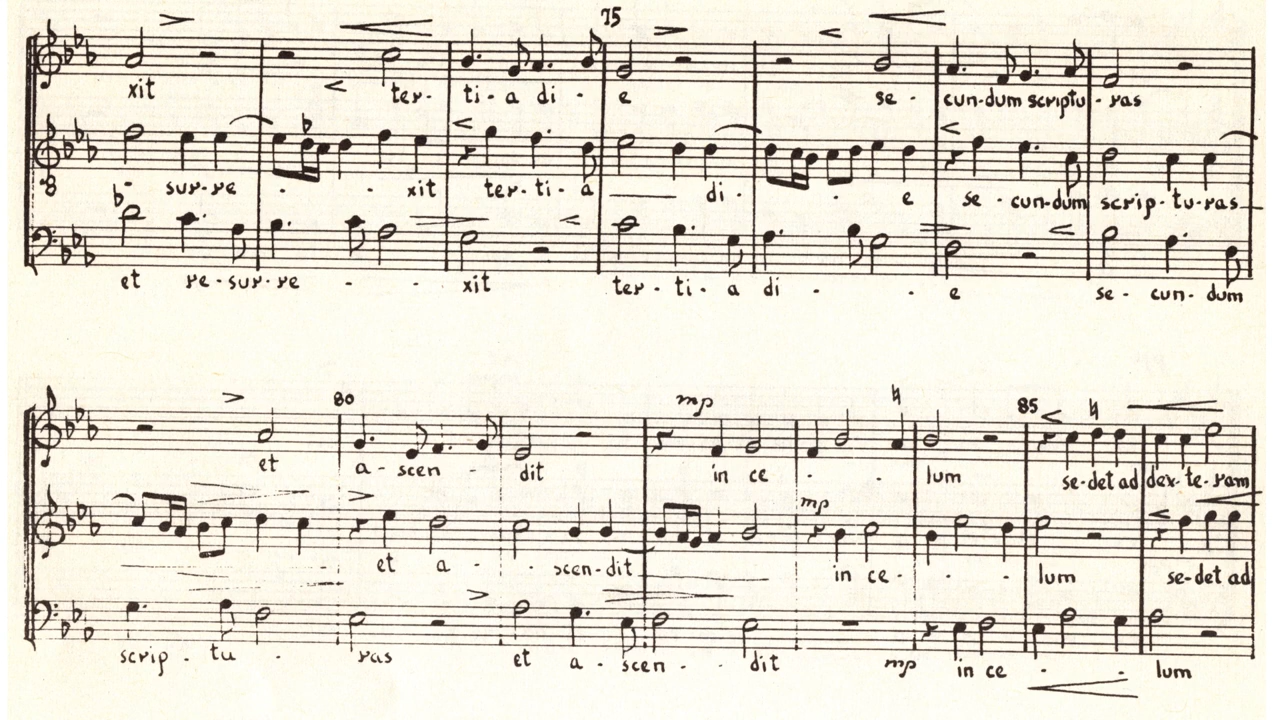 75
xit ter - ti - a di - e se - cun - dum scriptu - ras
8 - sur - re - - xit ter - ti - a di - - e se - cun - dum scrip - tu - ras
et re - sur - re - - xit ter - ti - a di - - e se - cun - dum
80 mp 85
et a - scen - dit in ce - - lum se - det ad dex - te - ram
mp
- et a - - scen - dit in ce - - - lum se - det ad
scrip - tu - ras et a - scen - - dit mp in ce - - lum